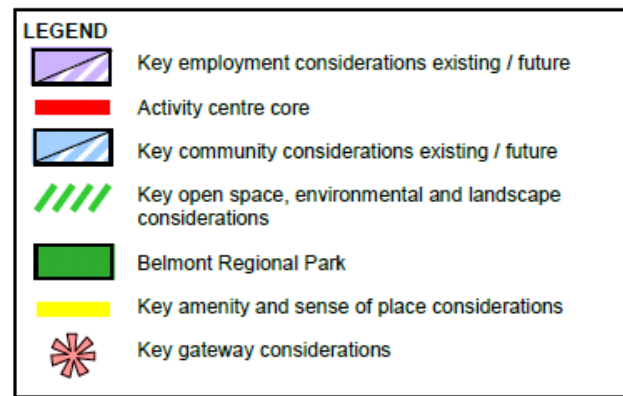 LEGEND
Key employment considerations existing / future
Activity centre core
Key community considerations existing / future
Key open space, environmental and landscape
considerations
Belmont Regional Park
Key amenity and sense of place considerations
Key gateway considerations